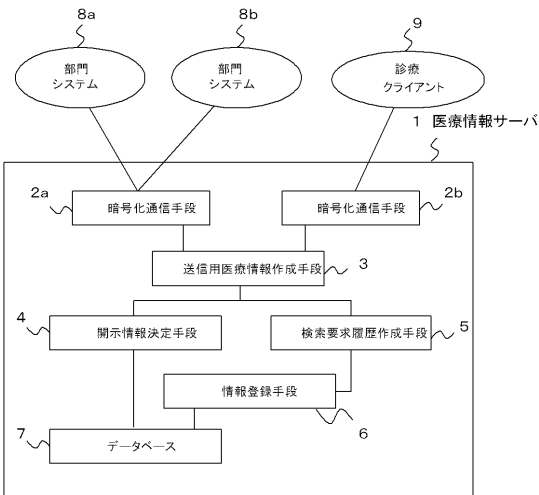 8a
8b
9
部門
システム
部門
システム
診療
クライアント
1 医療情報サーバ
2a
暗号化通信手段
暗号化通信手段
2b
送信用医療情報作成手段
3
4
開示情報決定手段
検索要求履歴作成手段
5
情報登録手段
6
7
データベース